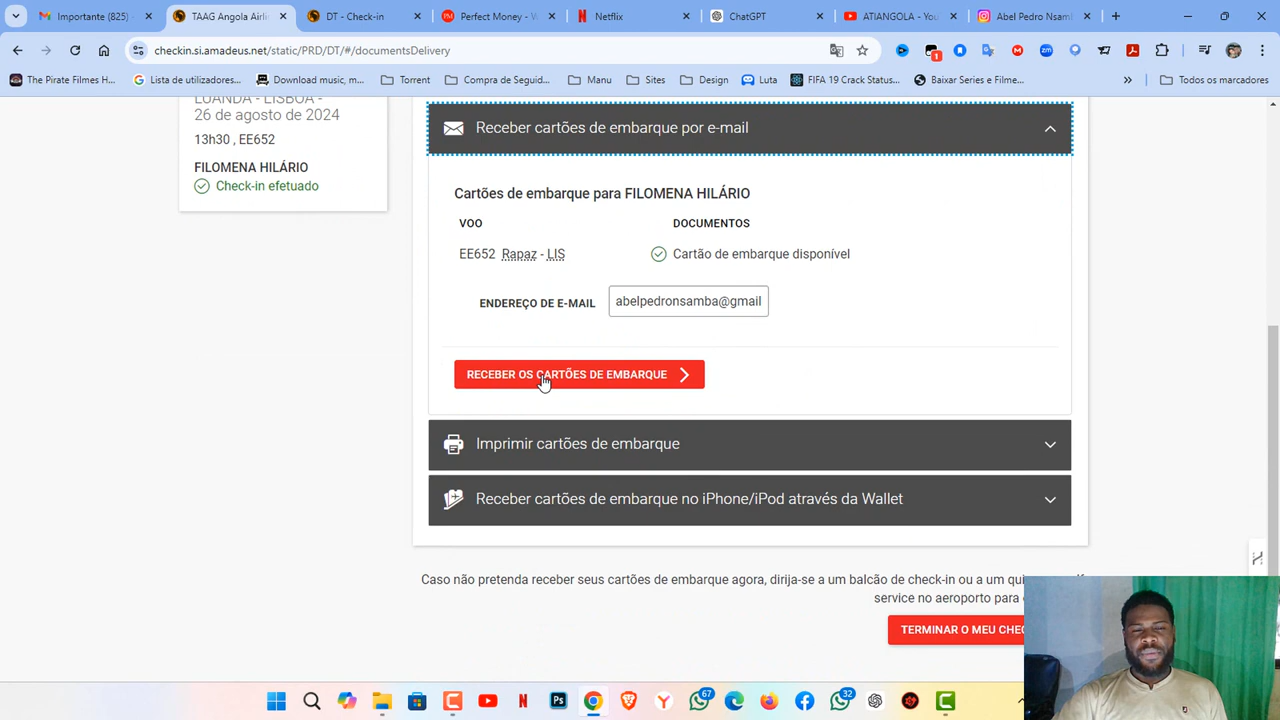 Importante (825)
TAAG Angola Airli
DT - Check-in
Perfect Money - W
Netflix
ChatGPT
ATIANGOLA - You
Abel Pedro Nsamb
checkin.si.amadeus.net/static/PRD/DT/#/documentsDelivery
1
The Pirate Filmes H...
Lista de utilizadores...
Download music, m...
Torrent
Compra de Seguid...
Manu
Sites
Design
Luta
FIFA 19 Crack Status...
Baixar Series e Filme...
»
Todos os marcadores
LUANDA - LISBOA -
26 de agosto de 2024
13h30 , EE652
FILOMENA HILÁRIO
Check-in efetuado
Receber cartões de embarque por e-mail
Cartões de embarque para FILOMENA HILÁRIO
VOO
DOCUMENTOS
EE652 Rapaz - LIS
Cartão de embarque disponível
ENDEREÇO DE E-MAIL
abelpedronsamba@gmail
RECEBER OS CARTÕES DE EMBARQUE
Imprimir cartões de embarque
Receber cartões de embarque no iPhone/iPod através da Wallet
Caso não pretenda receber seus cartões de embarque agora, dirija-se a um balcão de check-in ou a um
service no aeroporto para
TERMINAR O MEU CHEC
67
32